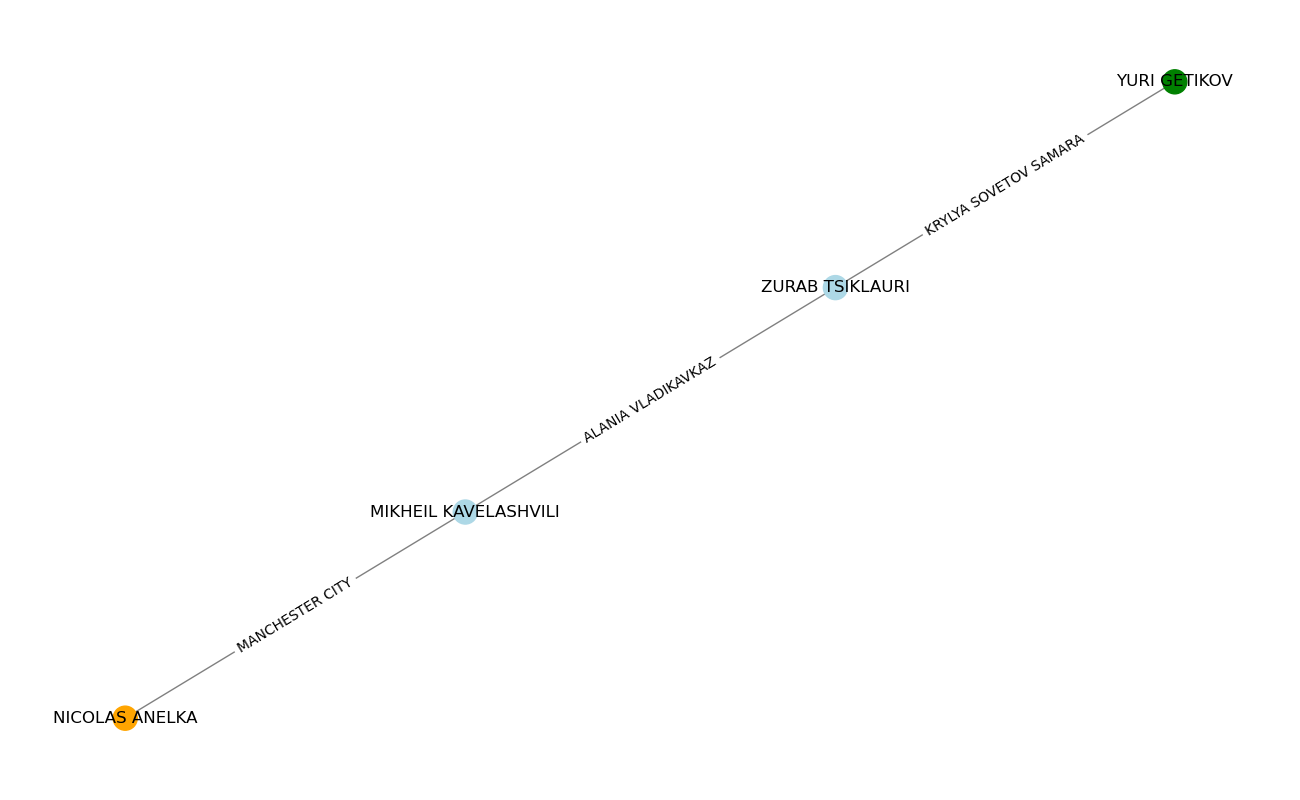 YURI GETIKOV
KRYLYA SOVETOV SAMARA
ZURAB TSIKLAURI
ALANIA VLADIKAVKAZ
MIKHEIL KAVELASHVILI
MANCHESTER CITY
NICOLAS ANELKA